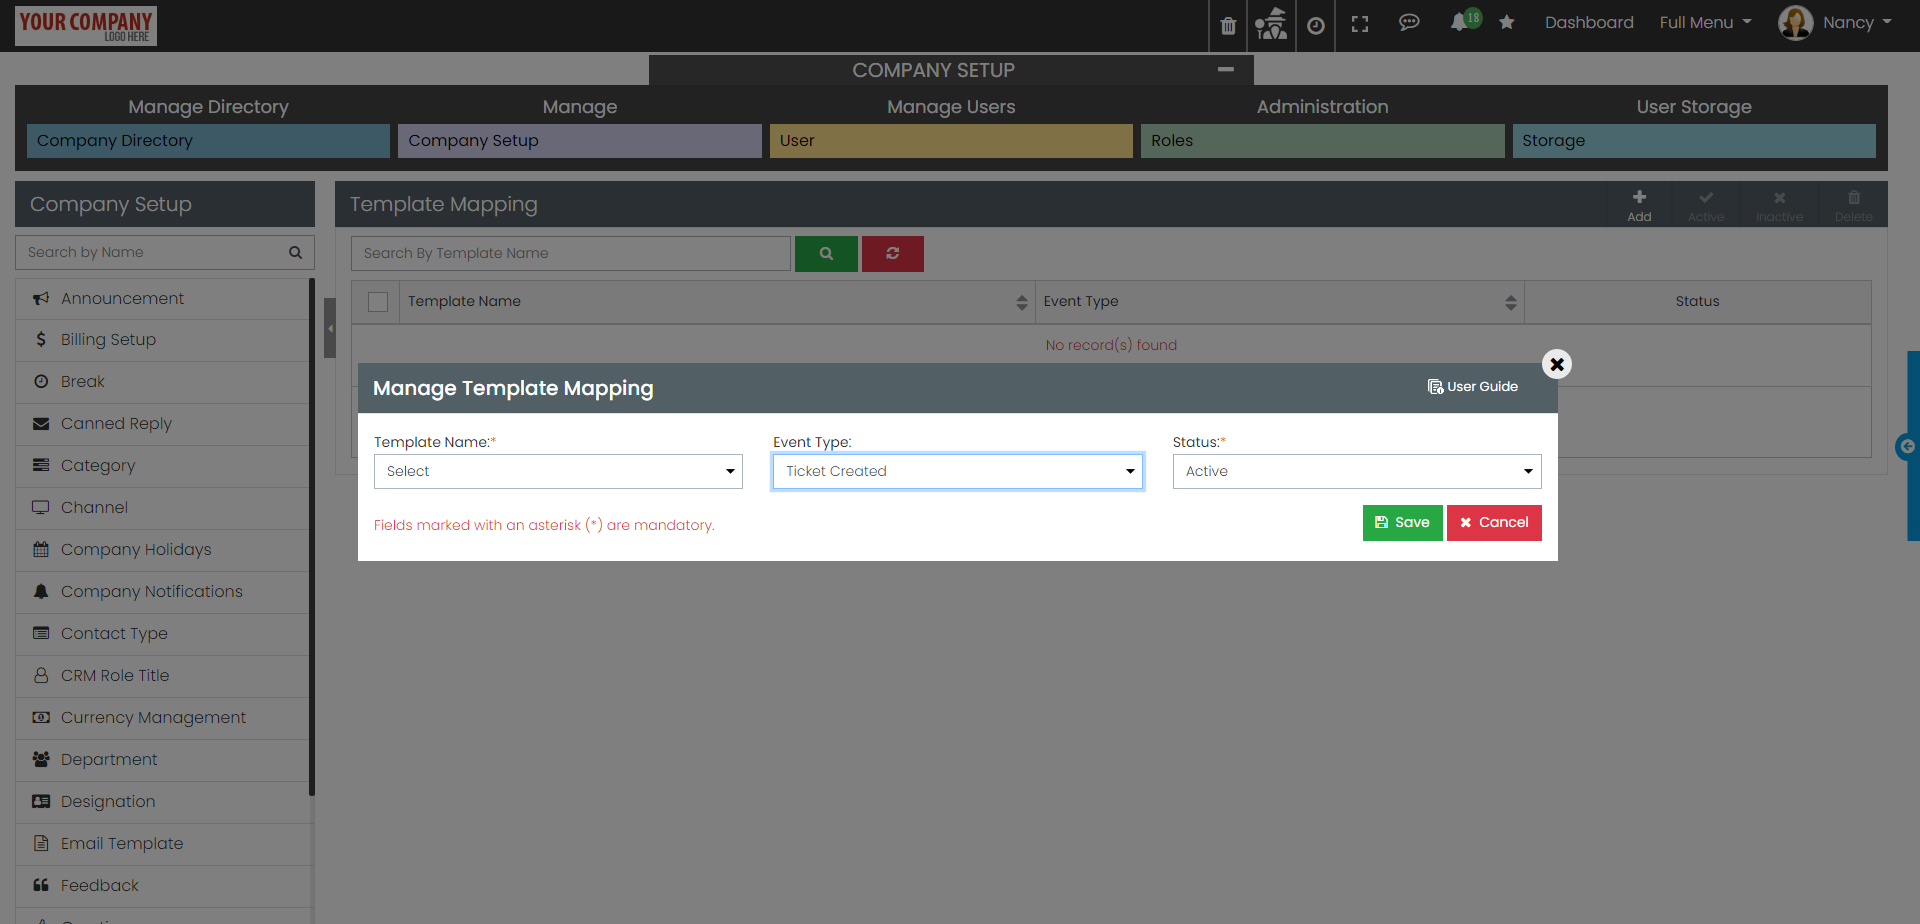 YOUR COMPANY
LOGO HERE
18
Dashboard
Full Menu
Nancy
COMPANY SETUP
Manage Directory
Manage
Manage Users
Administration
User Storage
Company Directory
Company Setup
User
Roles
Storage
Company Setup
Search by Name
Announcement
Billing Setup
Break
Canned Reply
Category
Channel
Company Holidays
Company Notifications
Contact Type
CRM Role Title
Currency Management
Department
Designation
Email Template
Feedback
Template Mapping
Add
Active
Inactive
Delete
Search By Template Name
Template Name
Event Type
Status
No record(s) found
Manage Template Mapping
User Guide
Template Name:*
Event Type:
Status:*
Select
Ticket Created
Active
Fields marked with an asterisk (*) are mandatory.
Save
Cancel